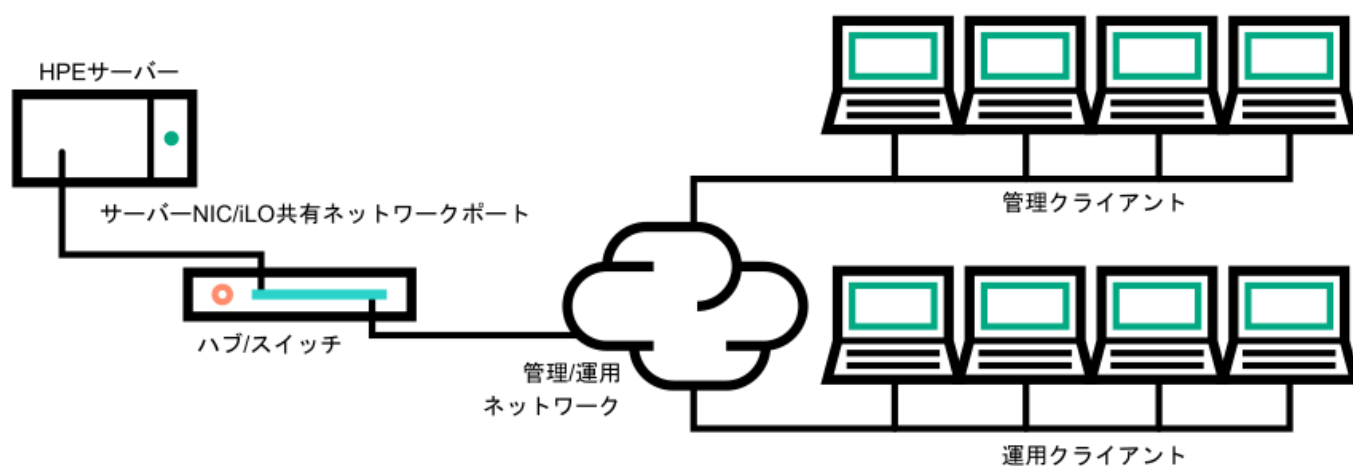 HPEサーバー
サーバーNIC/iLO共有ネットワークポート
ハブ/スイッチ
管理/運用
ネットワーク
管理クライアント
運用クライアント